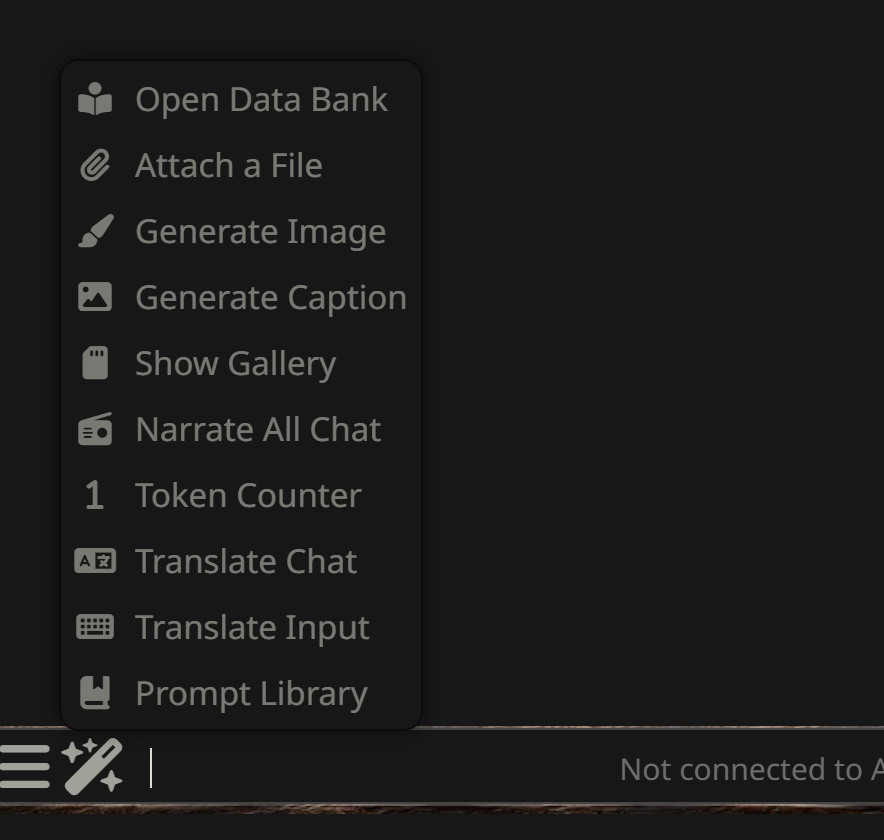 Open Data Bank
Attach a File
Generate Image
Generate Caption
Show Gallery
Narrate All Chat
1 Token Counter
Translate Chat
Translate Input
Prompt Library
Not connected to A